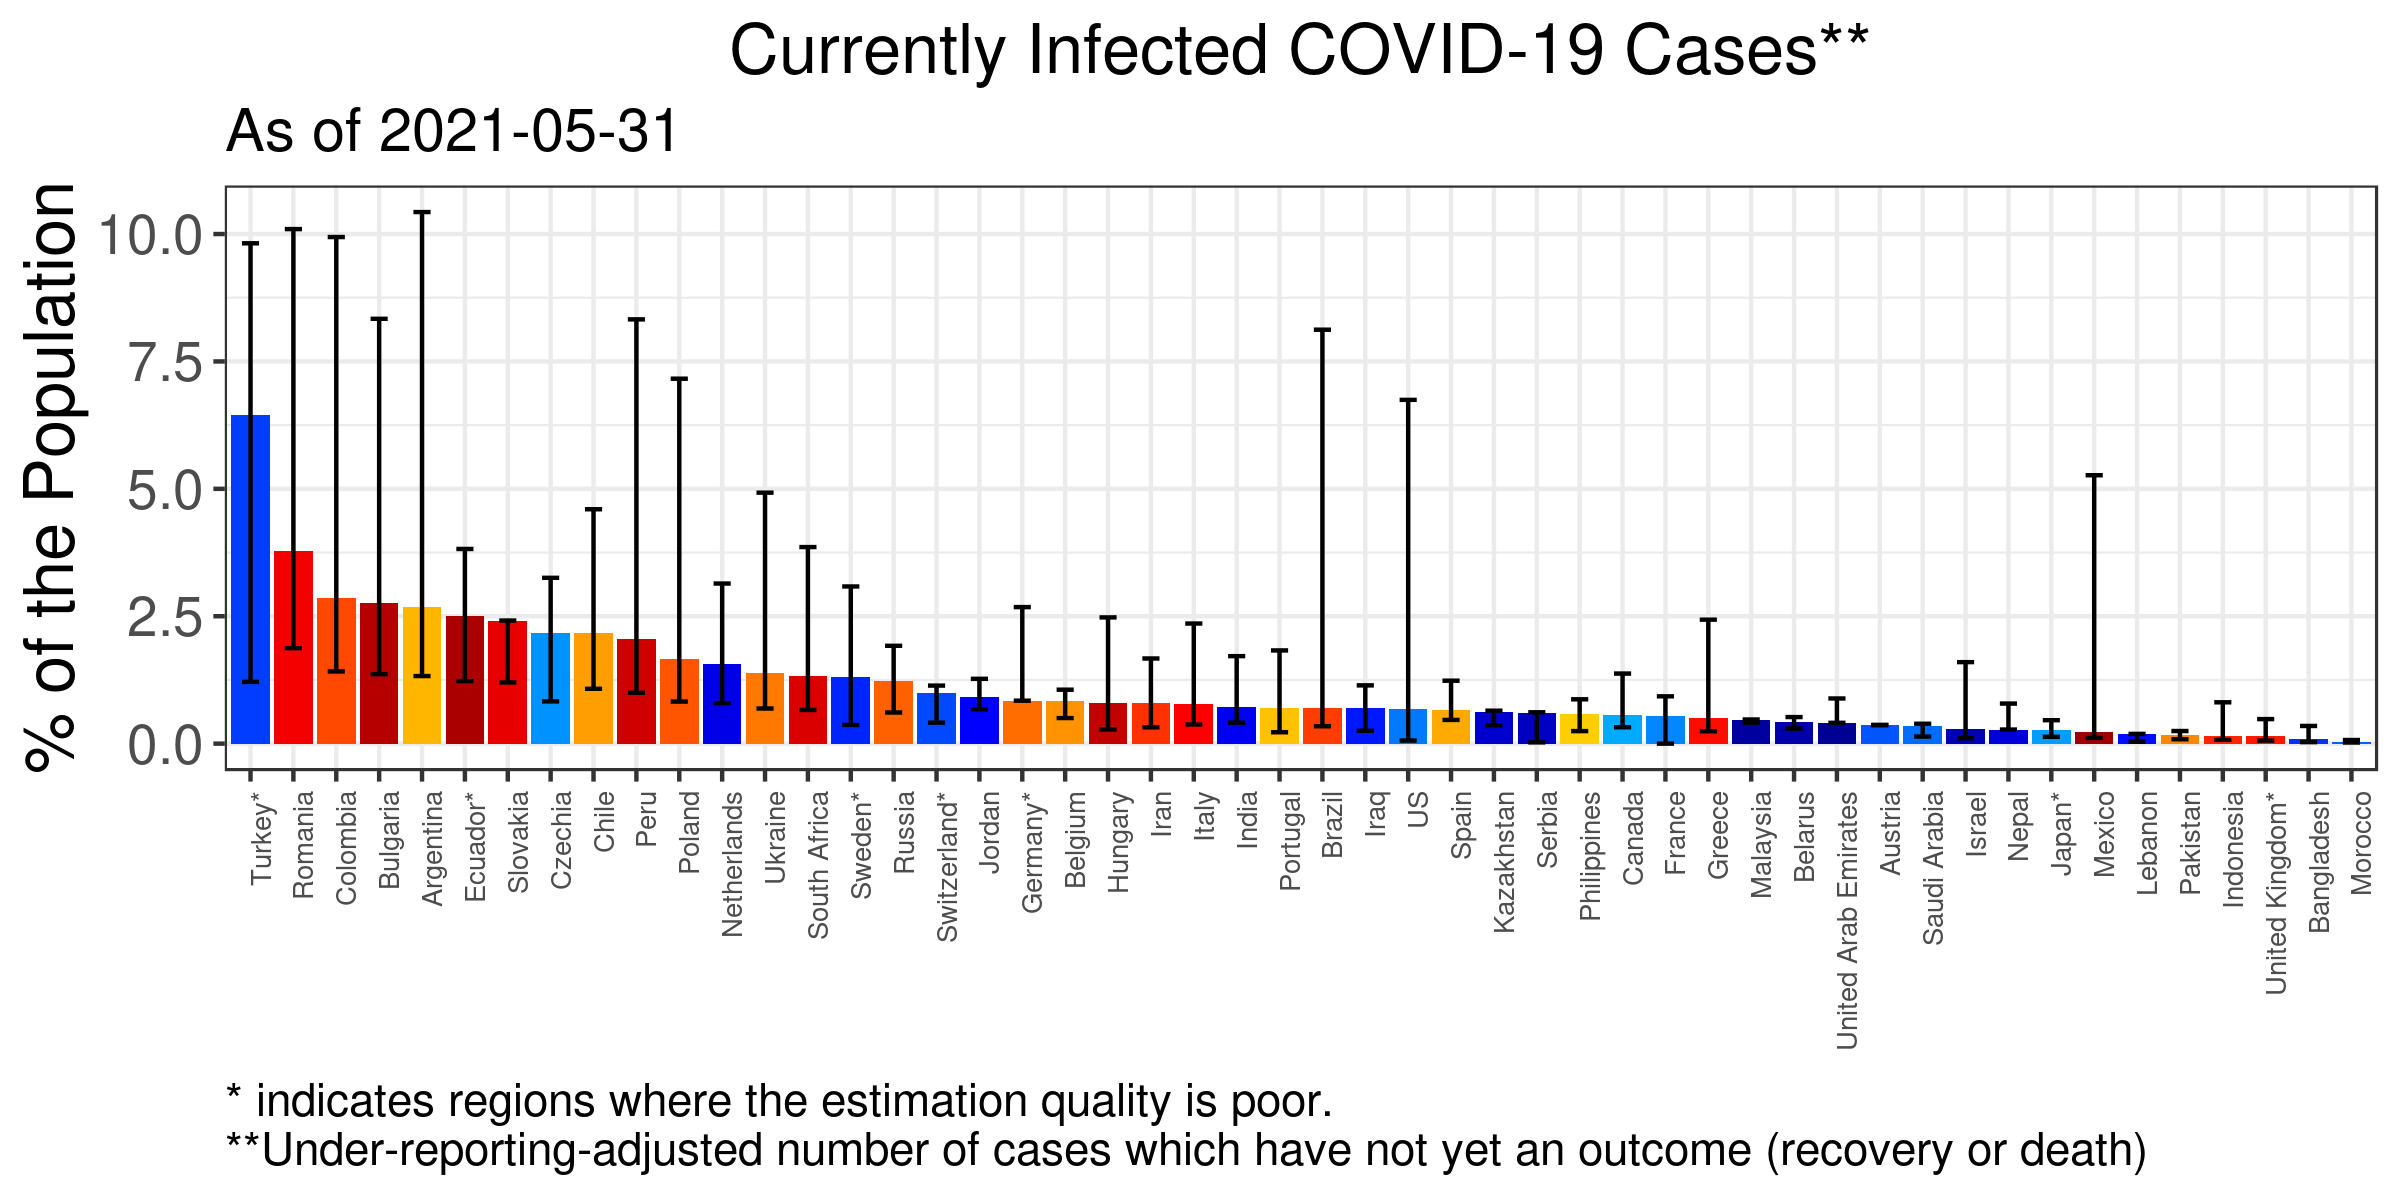 Currently Infected COVID-19 Cases**
As of 2021-05-31
% of the Population
10.0
7.5
5.0
2.5
0.0
Turkey*
Romania
Colombia
Bulgaria
Argentina
Ecuador*
Slovakia
Czechia
Chile
Peru
Poland
Netherlands
Ukraine
South Africa
Sweden*
Russia
Switzerland*
Jordan
Germany*
Belgium
Hungary
Iran
Italy
India
Portugal
Brazil
Iraq
US
Spain
Kazakhstan
Serbia
Philippines
Canada
France
Greece
Malaysia
Belarus
United Arab Emirates
Austria
Saudi Arabia
Israel
Nepal
Japan*
Mexico
Lebanon
Pakistan
Indonesia
United Kingdom*
Bangladesh
Morocco
* indicates regions where the estimation quality is poor.
**Under-reporting-adjusted number of cases which have not yet an outcome (recovery or death)